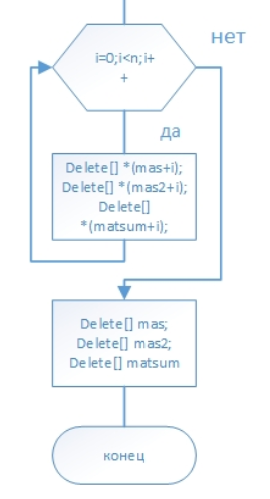 нет
i=0;i<n;i+
+
да
Delete[] *(mas+i);
Delete[] *(mas2+i);
Delete[]
*(matsum+i);
Delete[] mas;
Delete[] mas2;
Delete[] matsum
конец